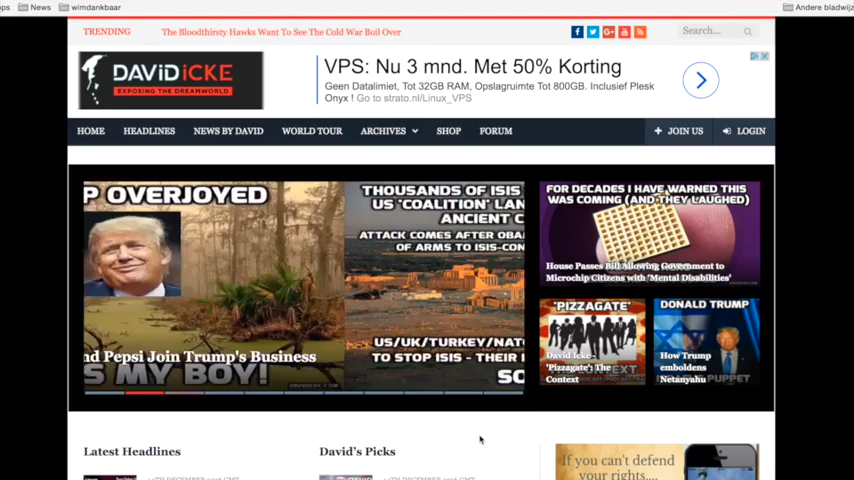 News
wimdankbaar
Andere bladwijz
TRENDING
The Bloodthirsty Hawks Want To See The Cold War Boil Over
Search...
DAVID ICKE
EXPOSING THE DREAMWORLD
VPS: Nu 3 mnd. Met 50% Korting
Geen Datalimiet, Tot 32GB RAM, Opslagruimte Tot 800GB. Inclusief Plesk
Onyx ! Go to strato.nl/Linux_VPS
HOME
HEADLINES
NEWS BY DAVID
WORLD TOUR
ARCHIVES
SHOP
FORUM
JOIN US
LOGIN
P OVERJOYED
nd Pepsi Join Trump's Business
S MY BOY!
THOUSANDS OF ISIS
US 'COALITION' LAN
ANCIENT C
ATTACK COMES AFTER OBA
OF ARMS TO ISIS-CON
US/UK/TURKEY/NAT
TO STOP ISIS - THEIR
SO
FOR DECADES I HAVE WARNED THIS
WAS COMING (AND THEY LAUGHED)
House Passes Bill Allowing Government to
Microchip Citizens with 'Mental Disabilities'
'PIZZAGATE'
David Icke -
'Pizzagate': The
Context
DONALD TRUMP
How Trump
emboldens
Netanyahu
PUPPET
Latest Headlines
David's Picks
If you can't defend
your rights....